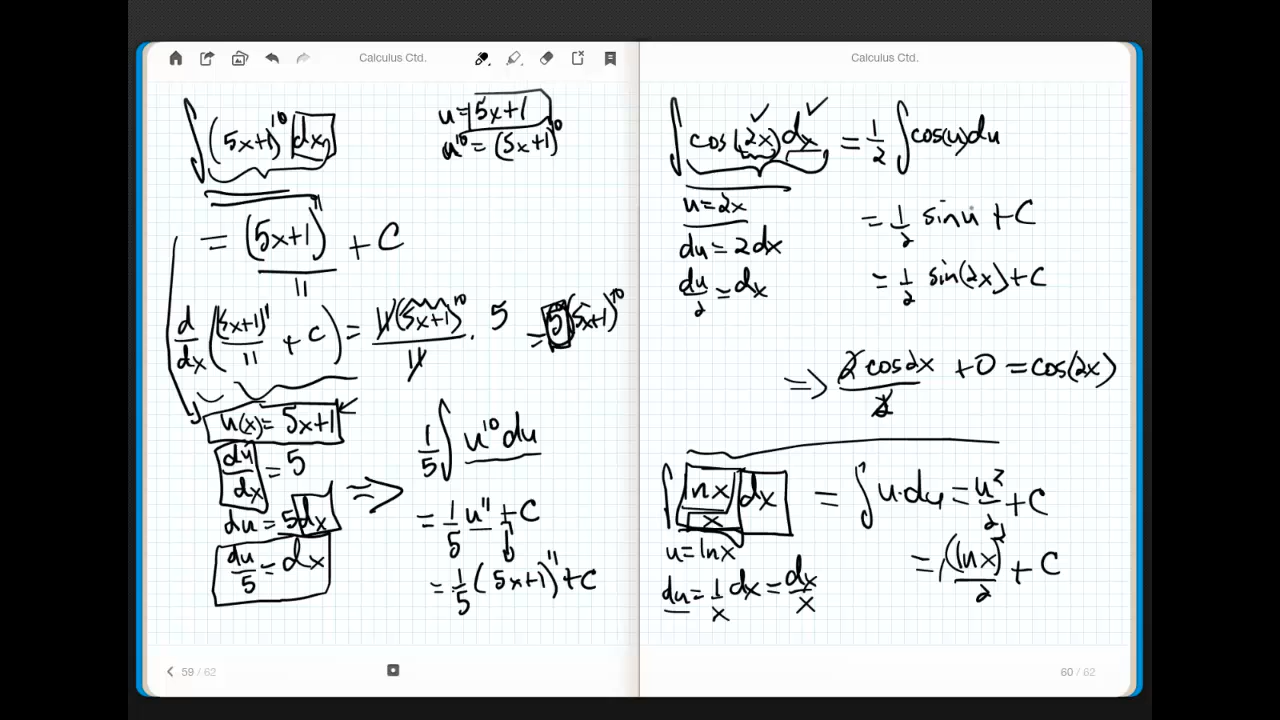 Calculus Ctd.
∫ (5x+1)^10 dx
u = 5x+1
u^10 = (5x+1)^10
= (5x+1)^11 / 11 + C
d/dx ((5x+1)^11 / 11 + C) = 11(5x+1)^10 / 11 · 5 = 5(5x+1)^10
u(x) = 5x+1
du/dx = 5
du = 5dx
du/5 = dx
⇒ 1/5 ∫ u^10 du
= 1/5 u^11 + C
= 1/5 (5x+1)^11 + C
59 / 62
Calculus Ctd.
∫ cos(2x) dx = 1/2 ∫ cos(u) du
u = 2x
du = 2dx
du/2 = dx
= 1/2 sin u + C
= 1/2 sin(2x) + C
⇒ 2cos2x / 2 + 0 = cos(2x)
∫ lnx/x dx = ∫ u·du = u^2/2 + C
u = lnx
du = 1/x dx = dx/x
= (lnx)^2 / 2 + C
60 / 62